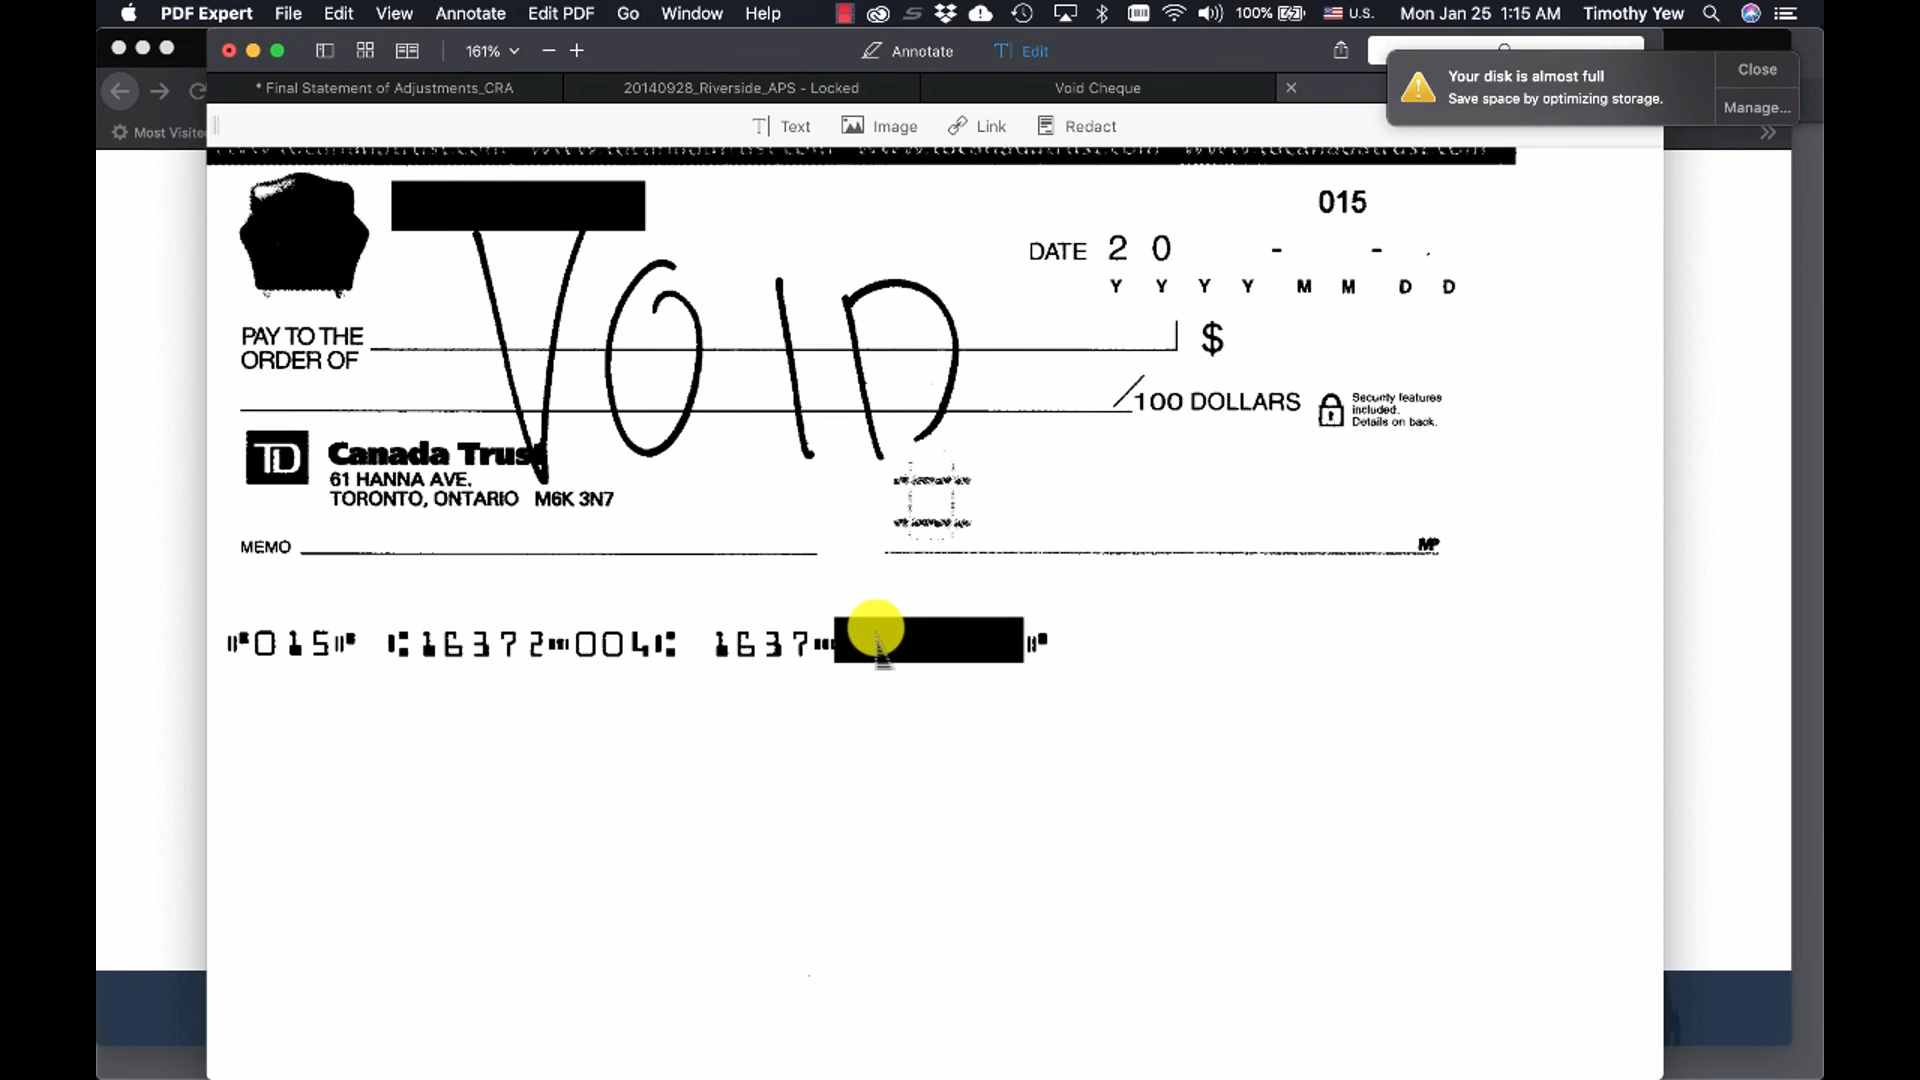 PDF Expert File Edit View Annotate Edit PDF Go Window Help 100% U.S. Mon Jan 25 1:15 AM Timothy Yew
161% Annotate Edit
* Final Statement of Adjustments_CRA 20140928_Riverside_APS - Locked Void Cheque
Your disk is almost full
Save space by optimizing storage.
Close
Manage...
Most Visite
Text Image Link Redact
015
DATE 2 0 - -
Y Y Y Y M M D D
VOID
PAY TO THE
ORDER OF
$
/100 DOLLARS
Security features
included.
Details on back.
TD Canada Trust
61 HANNA AVE.
TORONTO, ONTARIO M6K 3N7
MEMO
MP
⑈015⑈ ⑆16372⑉004⑆ 1637⑉ ⑈